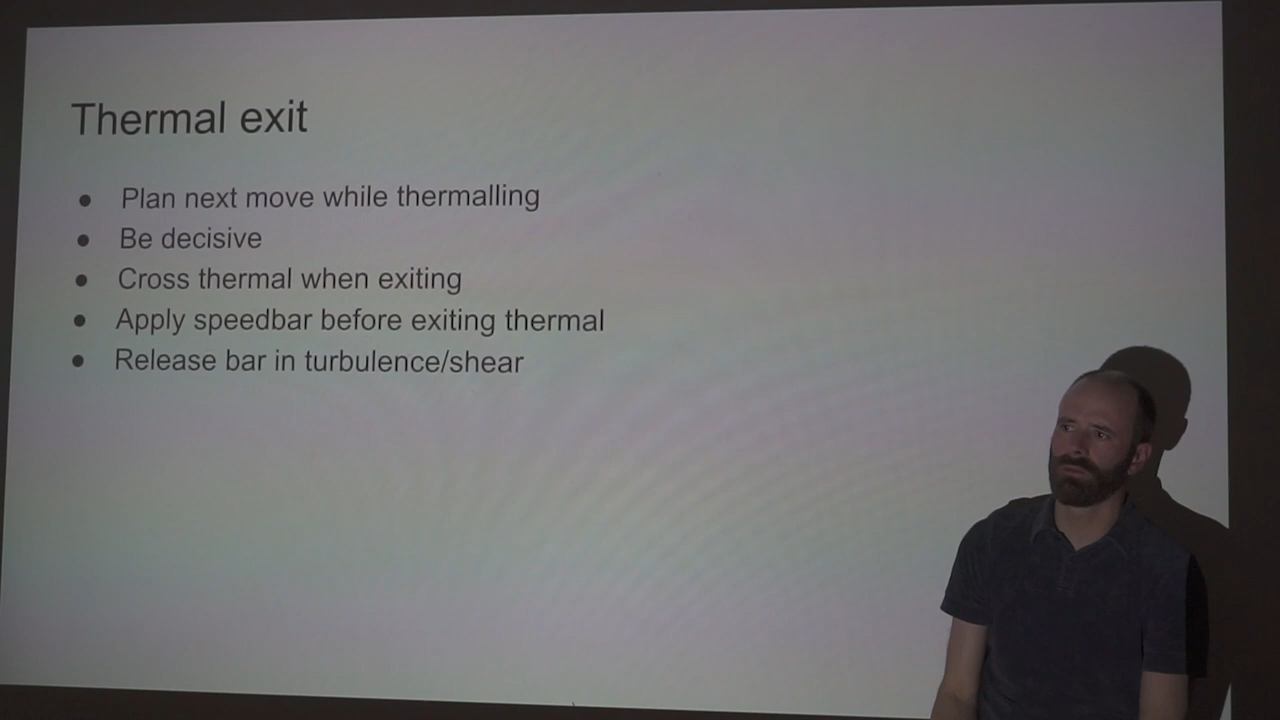 Thermal exit
● Plan next move while thermalling
● Be decisive
● Cross thermal when exiting
● Apply speedbar before exiting thermal
● Release bar in turbulence/shear